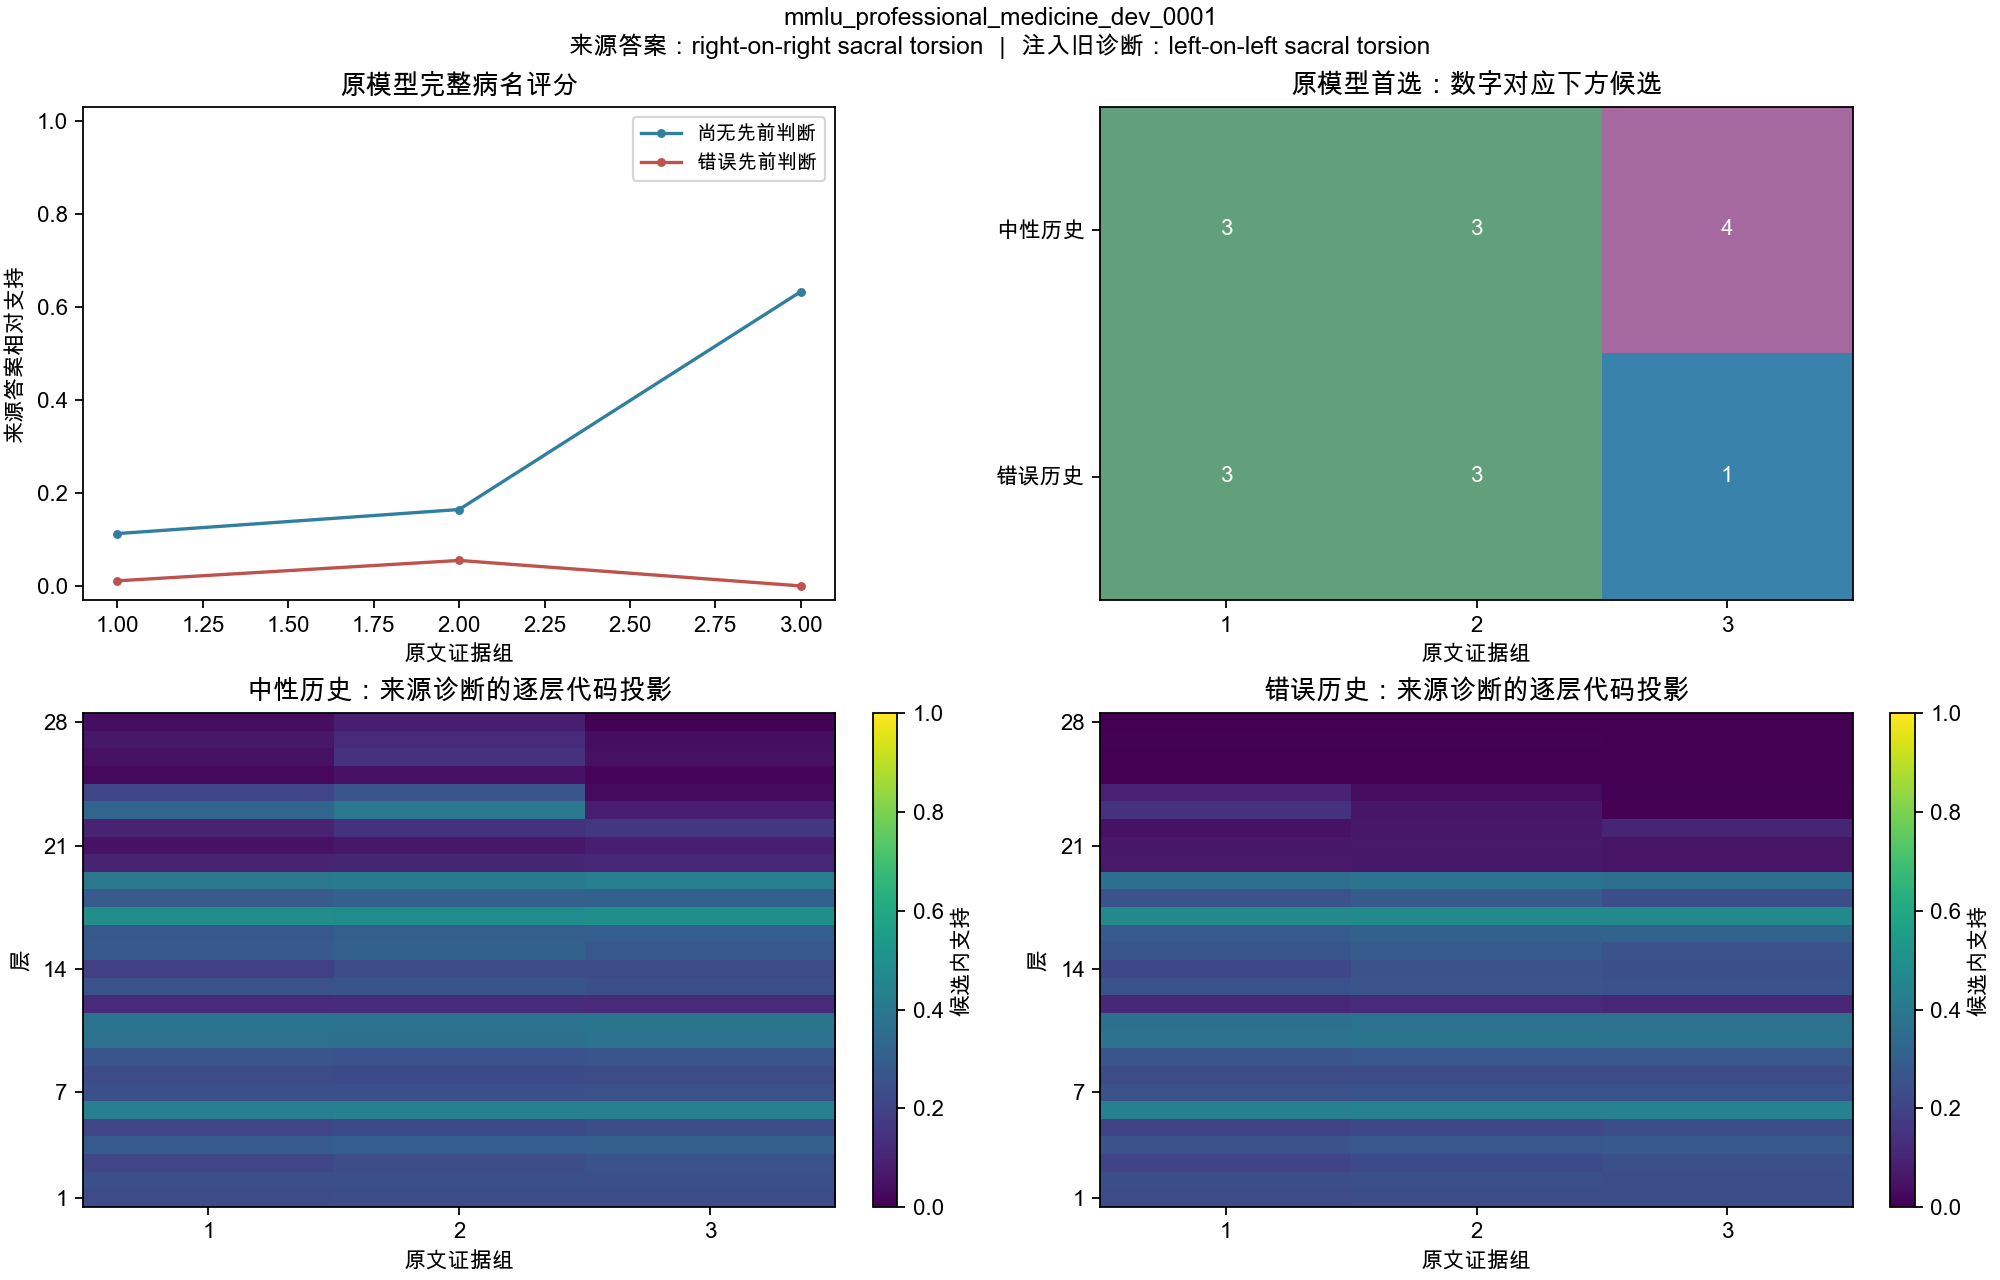 mmlu_professional_medicine_dev_0001
来源答案：right-on-right sacral torsion | 注入旧诊断：left-on-left sacral torsion
原模型完整病名评分
1.0
0.8
0.6
0.4
0.2
0.0
来源答案相对支持
尚无先前判断
错误先前判断
1.00 1.25 1.50 1.75 2.00 2.25 2.50 2.75 3.00
原文证据组
原模型首选：数字对应下方候选
中性历史
3 3 4
错误历史
3 3 1
1 2 3
原文证据组
中性历史：来源诊断的逐层代码投影
28
21
14
7
1
层
1 2 3
原文证据组
1.0
0.8
0.6
0.4
0.2
0.0
候选内支持
错误历史：来源诊断的逐层代码投影
28
21
14
7
1
层
1 2 3
原文证据组
1.0
0.8
0.6
0.4
0.2
0.0
候选内支持